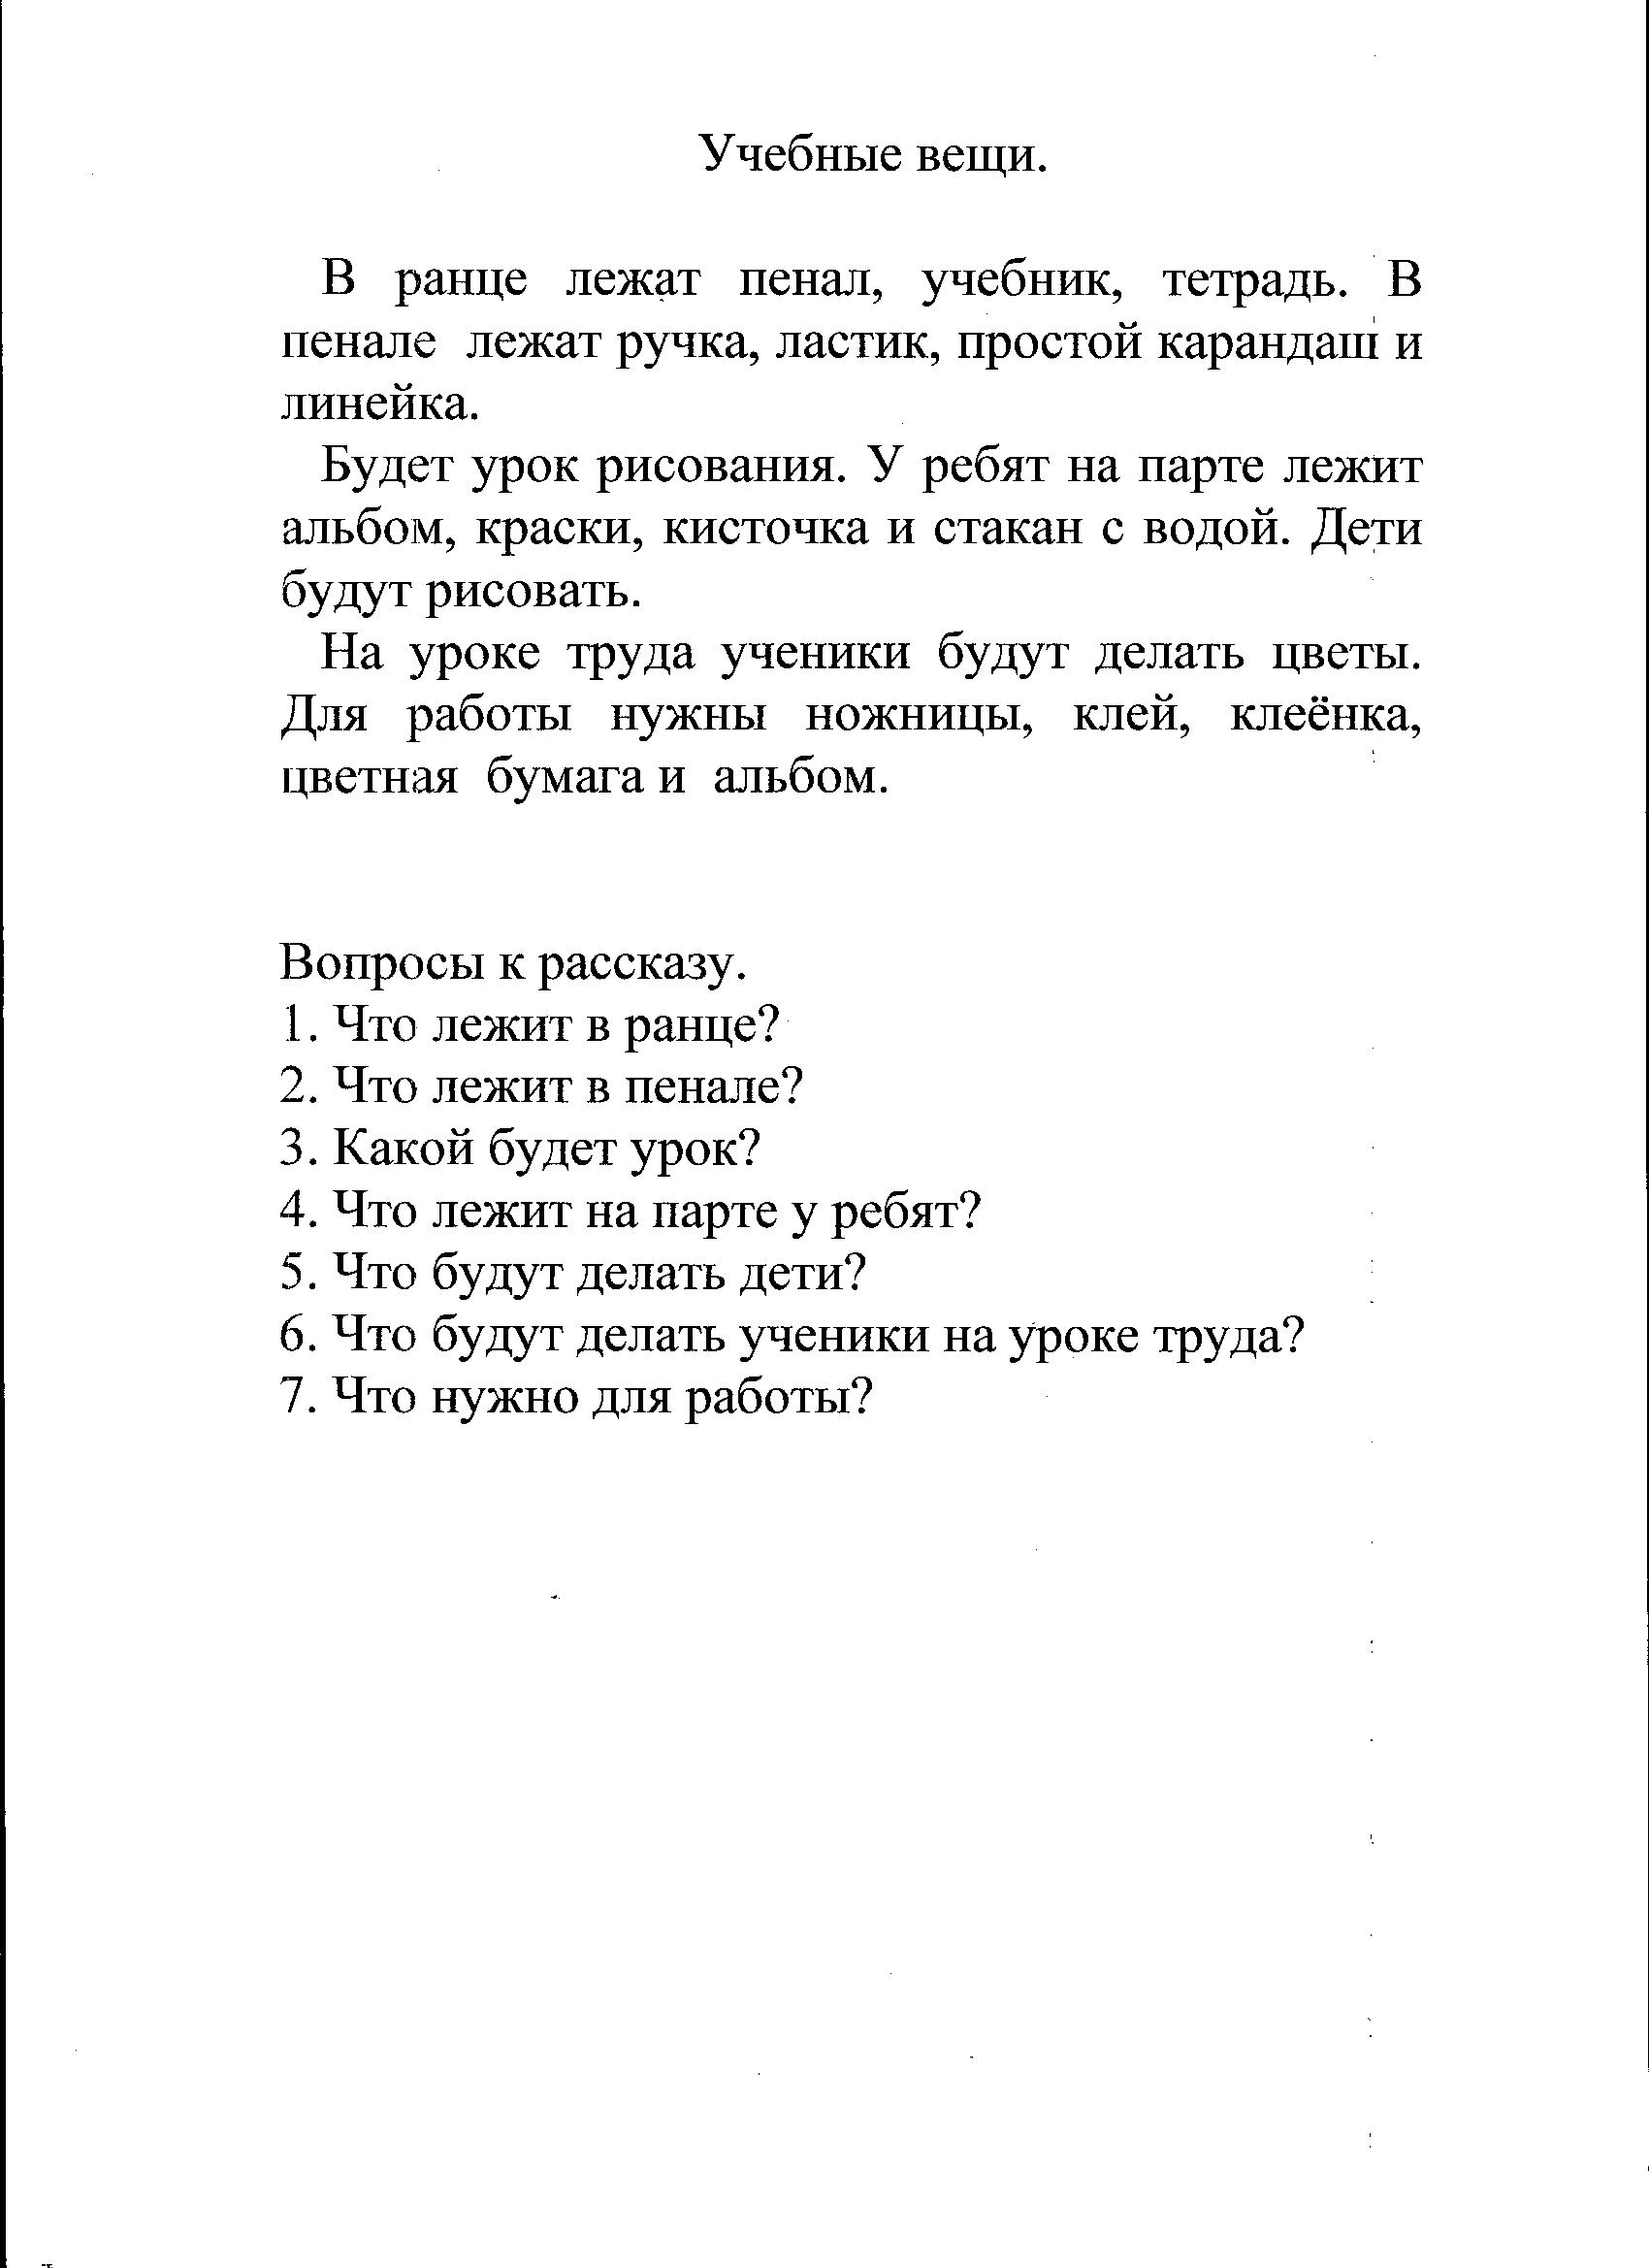 Учебные вещи.
В ранце лежат пенал, учебник, тетрадь. В
пенале лежат ручка, ластик, простой карандаш и
линейка.
Будет урок рисования. У ребят на парте лежит
альбом, краски, кисточка и стакан с водой. Дети
будут рисовать.
На уроке труда ученики будут делать цветы.
Для работы нужны ножницы, клей, клеёнка,
цветная бумага и альбом.
Вопросы к рассказу.
1. Что лежит в ранце?
2. Что лежит в пенале?
3. Какой будет урок?
4. Что лежит на парте у ребят?
5. Что будут делать дети?
6. Что будут делать ученики на уроке труда?
7. Что нужно для работы?